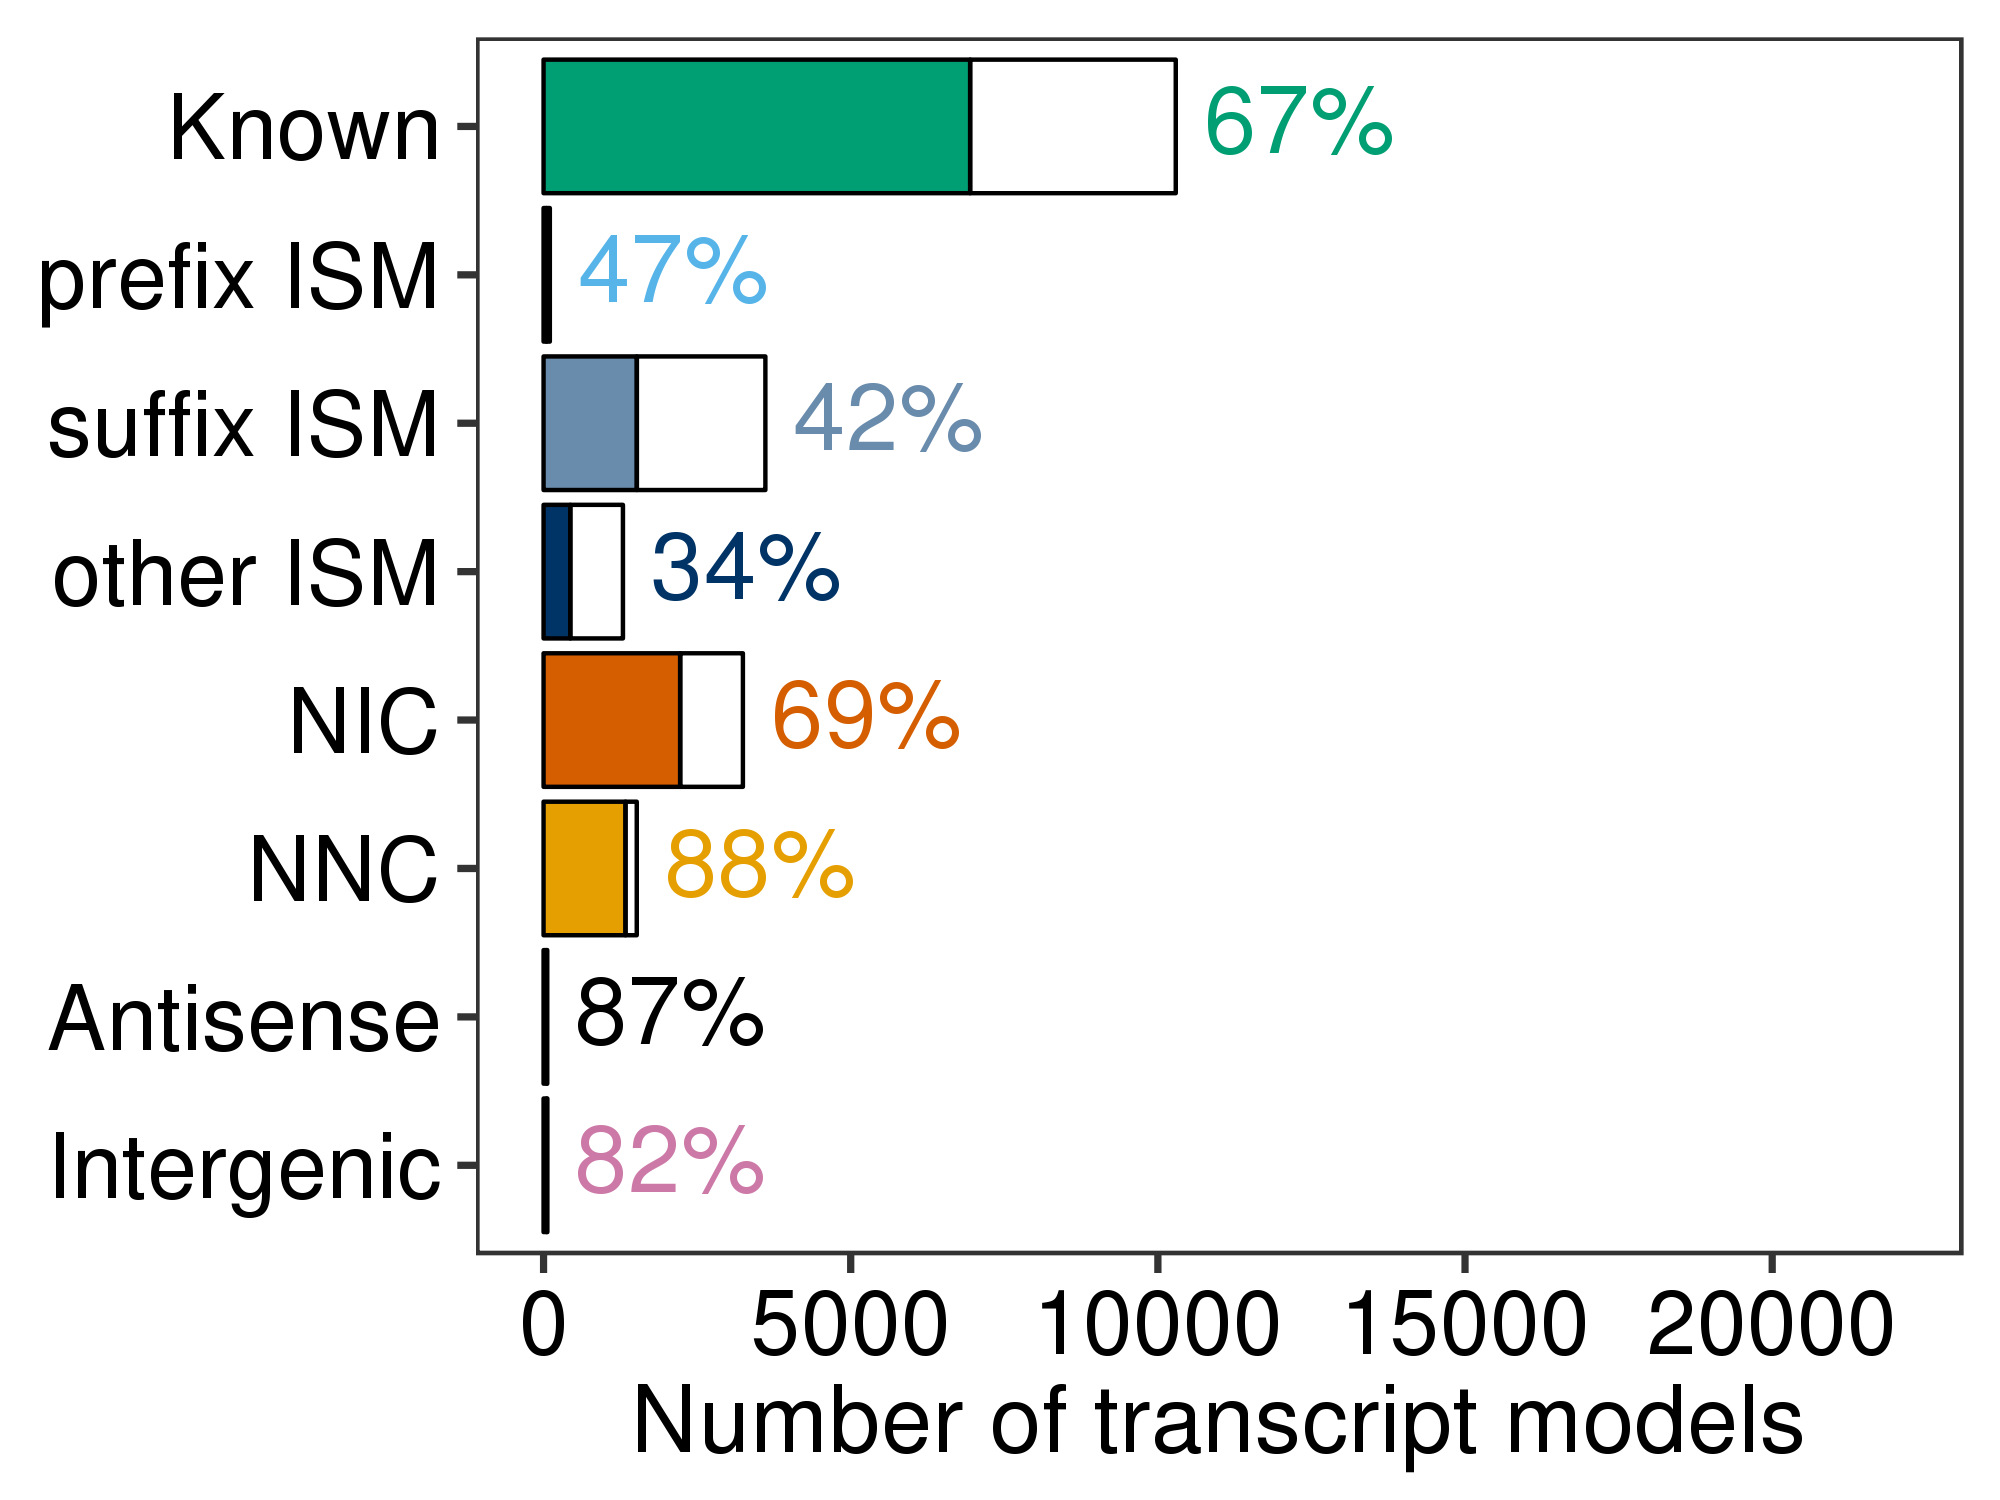 Known 67%
prefix ISM 47%
suffix ISM 42%
other ISM 34%
NIC 69%
NNC 88%
Antisense 87%
Intergenic 82%
0 5000 10000 15000 20000
Number of transcript models